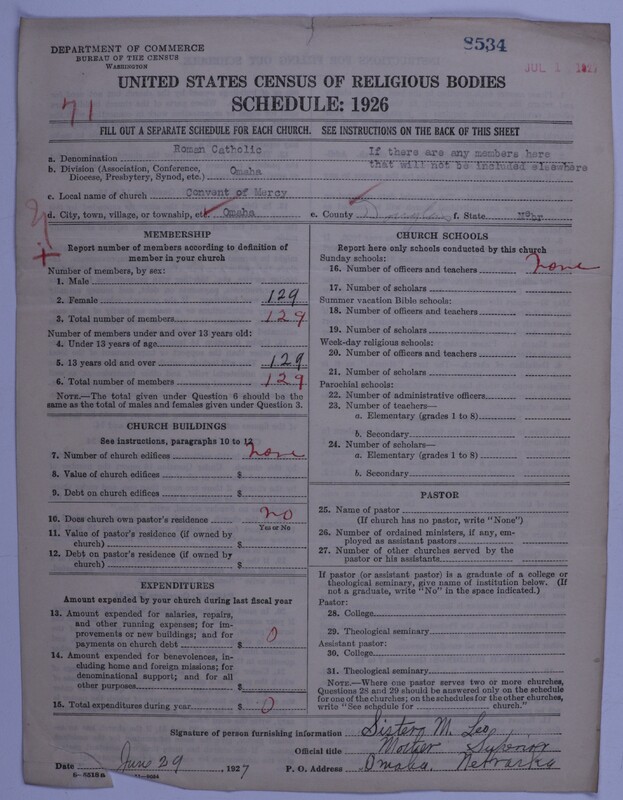 DEPARTMENT OF COMMERCE
BUREAU OF THE CENSUS
WASHINGTON
8534
JUL 1 1927
UNITED STATES CENSUS OF RELIGIOUS BODIES
SCHEDULE: 1926
71
FILL OUT A SEPARATE SCHEDULE FOR EACH CHURCH. SEE INSTRUCTIONS ON THE BACK OF THIS SHEET
a. Denomination Roman Catholic
If there are any members here
that will not be included elsewhere
b. Division (Association, Conference,
Diocese, Presbytery, Synod, etc.) Omaha
c. Local name of church Convent of Mercy
d. City, town, village, or township, etc. Omaha e. County Douglas f. State Nebr
MEMBERSHIP
Report number of members according to definition of
member in your church
Number of members, by sex:
1. Male
2. Female 129
3. Total number of members 129
Number of members under and over 13 years old:
4. Under 13 years of age
5. 13 years old and over 129
6. Total number of members 129
NOTE.—The total given under Question 6 should be the
same as the total of males and females given under Question 3.
CHURCH BUILDINGS
See instructions, paragraphs 10 to 12
7. Number of church edifices none
8. Value of church edifices $
9. Debt on church edifices $
10. Does church own pastor's residence no
Yes or No
11. Value of pastor's residence (if owned by
church) $
12. Debt on pastor's residence (if owned by
church) $
EXPENDITURES
Amount expended by your church during last fiscal year
13. Amount expended for salaries, repairs,
and other running expenses; for im-
provements or new buildings; and for
payments on church debt $ 0
14. Amount expended for benevolences, in-
cluding home and foreign missions; for
denominational support; and for all
other purposes $
15. Total expenditures during year $ 0
CHURCH SCHOOLS
Report here only schools conducted by this church
Sunday schools:
16. Number of officers and teachers none
17. Number of scholars
Summer vacation Bible schools:
18. Number of officers and teachers
19. Number of scholars
Week-day religious schools:
20. Number of officers and teachers
21. Number of scholars
Parochial schools:
22. Number of administrative officers
23. Number of teachers—
a. Elementary (grades 1 to 8)
b. Secondary
24. Number of scholars—
a. Elementary (grades 1 to 8)
b. Secondary
PASTOR
25. Name of pastor
(If church has no pastor, write "None")
26. Number of ordained ministers, if any, em-
ployed as assistant pastors
27. Number of other churches served by the
pastor or his assistants
If pastor (or assistant pastor) is a graduate of a college or
theological seminary, give name of institution below. (If
not a graduate, write "No" in the space indicated.)
Pastor:
28. College
29. Theological seminary
Assistant pastor:
30. College
31. Theological seminary
NOTE.—Where one pastor serves two or more churches,
Questions 28 and 29 should be answered only on the schedule
for one of the churches; on the schedules for the other churches,
write "See schedule for church."
Signature of person furnishing information Sister M. Leo
Official title Mother Superior
Date June 29, 1927 P. O. Address Omaha, Nebraska